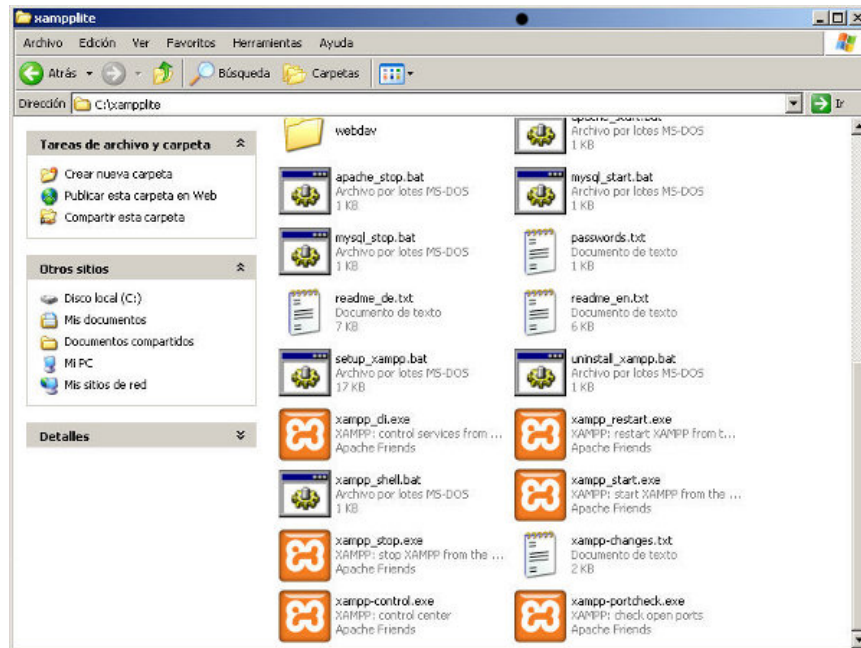 xampplite
Archivo Edición Ver Favoritos Herramientas Ayuda
Atrás Búsqueda Carpetas
Dirección C:\xampplite Ir
Tareas de archivo y carpeta
Crear nueva carpeta
Publicar esta carpeta en Web
Compartir esta carpeta
Otros sitios
Disco local (C:)
Mis documentos
Documentos compartidos
Mi PC
Mis sitios de red
Detalles
webdav
apache_start.bat
Archivo por lotes MS-DOS
1 KB
apache_stop.bat
Archivo por lotes MS-DOS
1 KB
mysql_start.bat
Archivo por lotes MS-DOS
1 KB
mysql_stop.bat
Archivo por lotes MS-DOS
1 KB
passwords.txt
Documento de texto
1 KB
readme_de.txt
Documento de texto
7 KB
readme_en.txt
Documento de texto
6 KB
setup_xampp.bat
Archivo por lotes MS-DOS
17 KB
uninstall_xampp.bat
Archivo por lotes MS-DOS
1 KB
xampp_di.exe
XAMPP: control services from ...
Apache Friends
xampp_restart.exe
XAMPP: restart XAMPP from t...
Apache Friends
xampp_shell.bat
Archivo por lotes MS-DOS
1 KB
xampp_start.exe
XAMPP: start XAMPP from the ...
Apache Friends
xampp_stop.exe
XAMPP: stop XAMPP from the ...
Apache Friends
xampp-changes.txt
Documento de texto
2 KB
xampp-control.exe
XAMPP: control center
Apache Friends
xampp-portcheck.exe
XAMPP: check open ports
Apache Friends